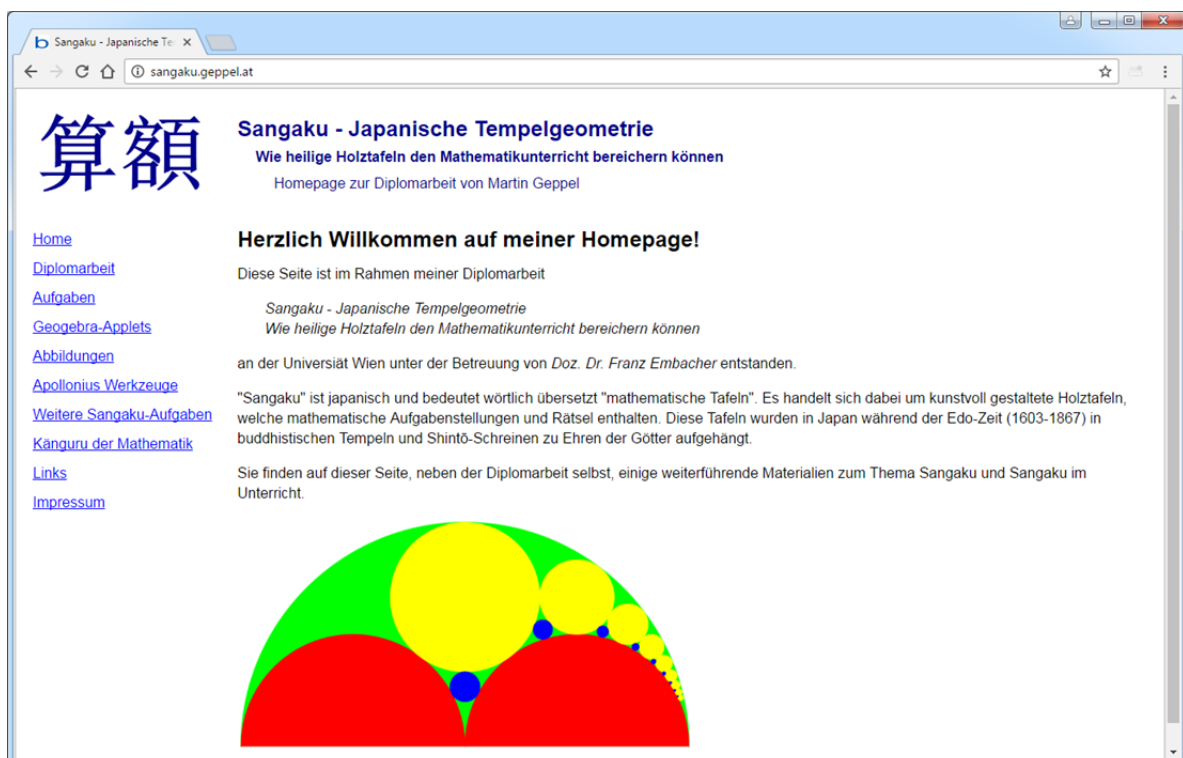 Sangaku - Japanische Te
sangaku.geppel.at
算額
Sangaku - Japanische Tempelgeometrie
Wie heilige Holztafeln den Mathematikunterricht bereichern können
Homepage zur Diplomarbeit von Martin Geppel
Home
Diplomarbeit
Aufgaben
Geogebra-Applets
Abbildungen
Apollonius Werkzeuge
Weitere Sangaku-Aufgaben
Känguru der Mathematik
Links
Impressum
Herzlich Willkommen auf meiner Homepage!
Diese Seite ist im Rahmen meiner Diplomarbeit
Sangaku - Japanische Tempelgeometrie
Wie heilige Holztafeln den Mathematikunterricht bereichern können
an der Universiät Wien unter der Betreuung von Doz. Dr. Franz Embacher entstanden.
"Sangaku" ist japanisch und bedeutet wörtlich übersetzt "mathematische Tafeln". Es handelt sich dabei um kunstvoll gestaltete Holztafeln,
welche mathematische Aufgabenstellungen und Rätsel enthalten. Diese Tafeln wurden in Japan während der Edo-Zeit (1603-1867) in
buddhistischen Tempeln und Shintō-Schreinen zu Ehren der Götter aufgehängt.
Sie finden auf dieser Seite, neben der Diplomarbeit selbst, einige weiterführende Materialien zum Thema Sangaku und Sangaku im
Unterricht.